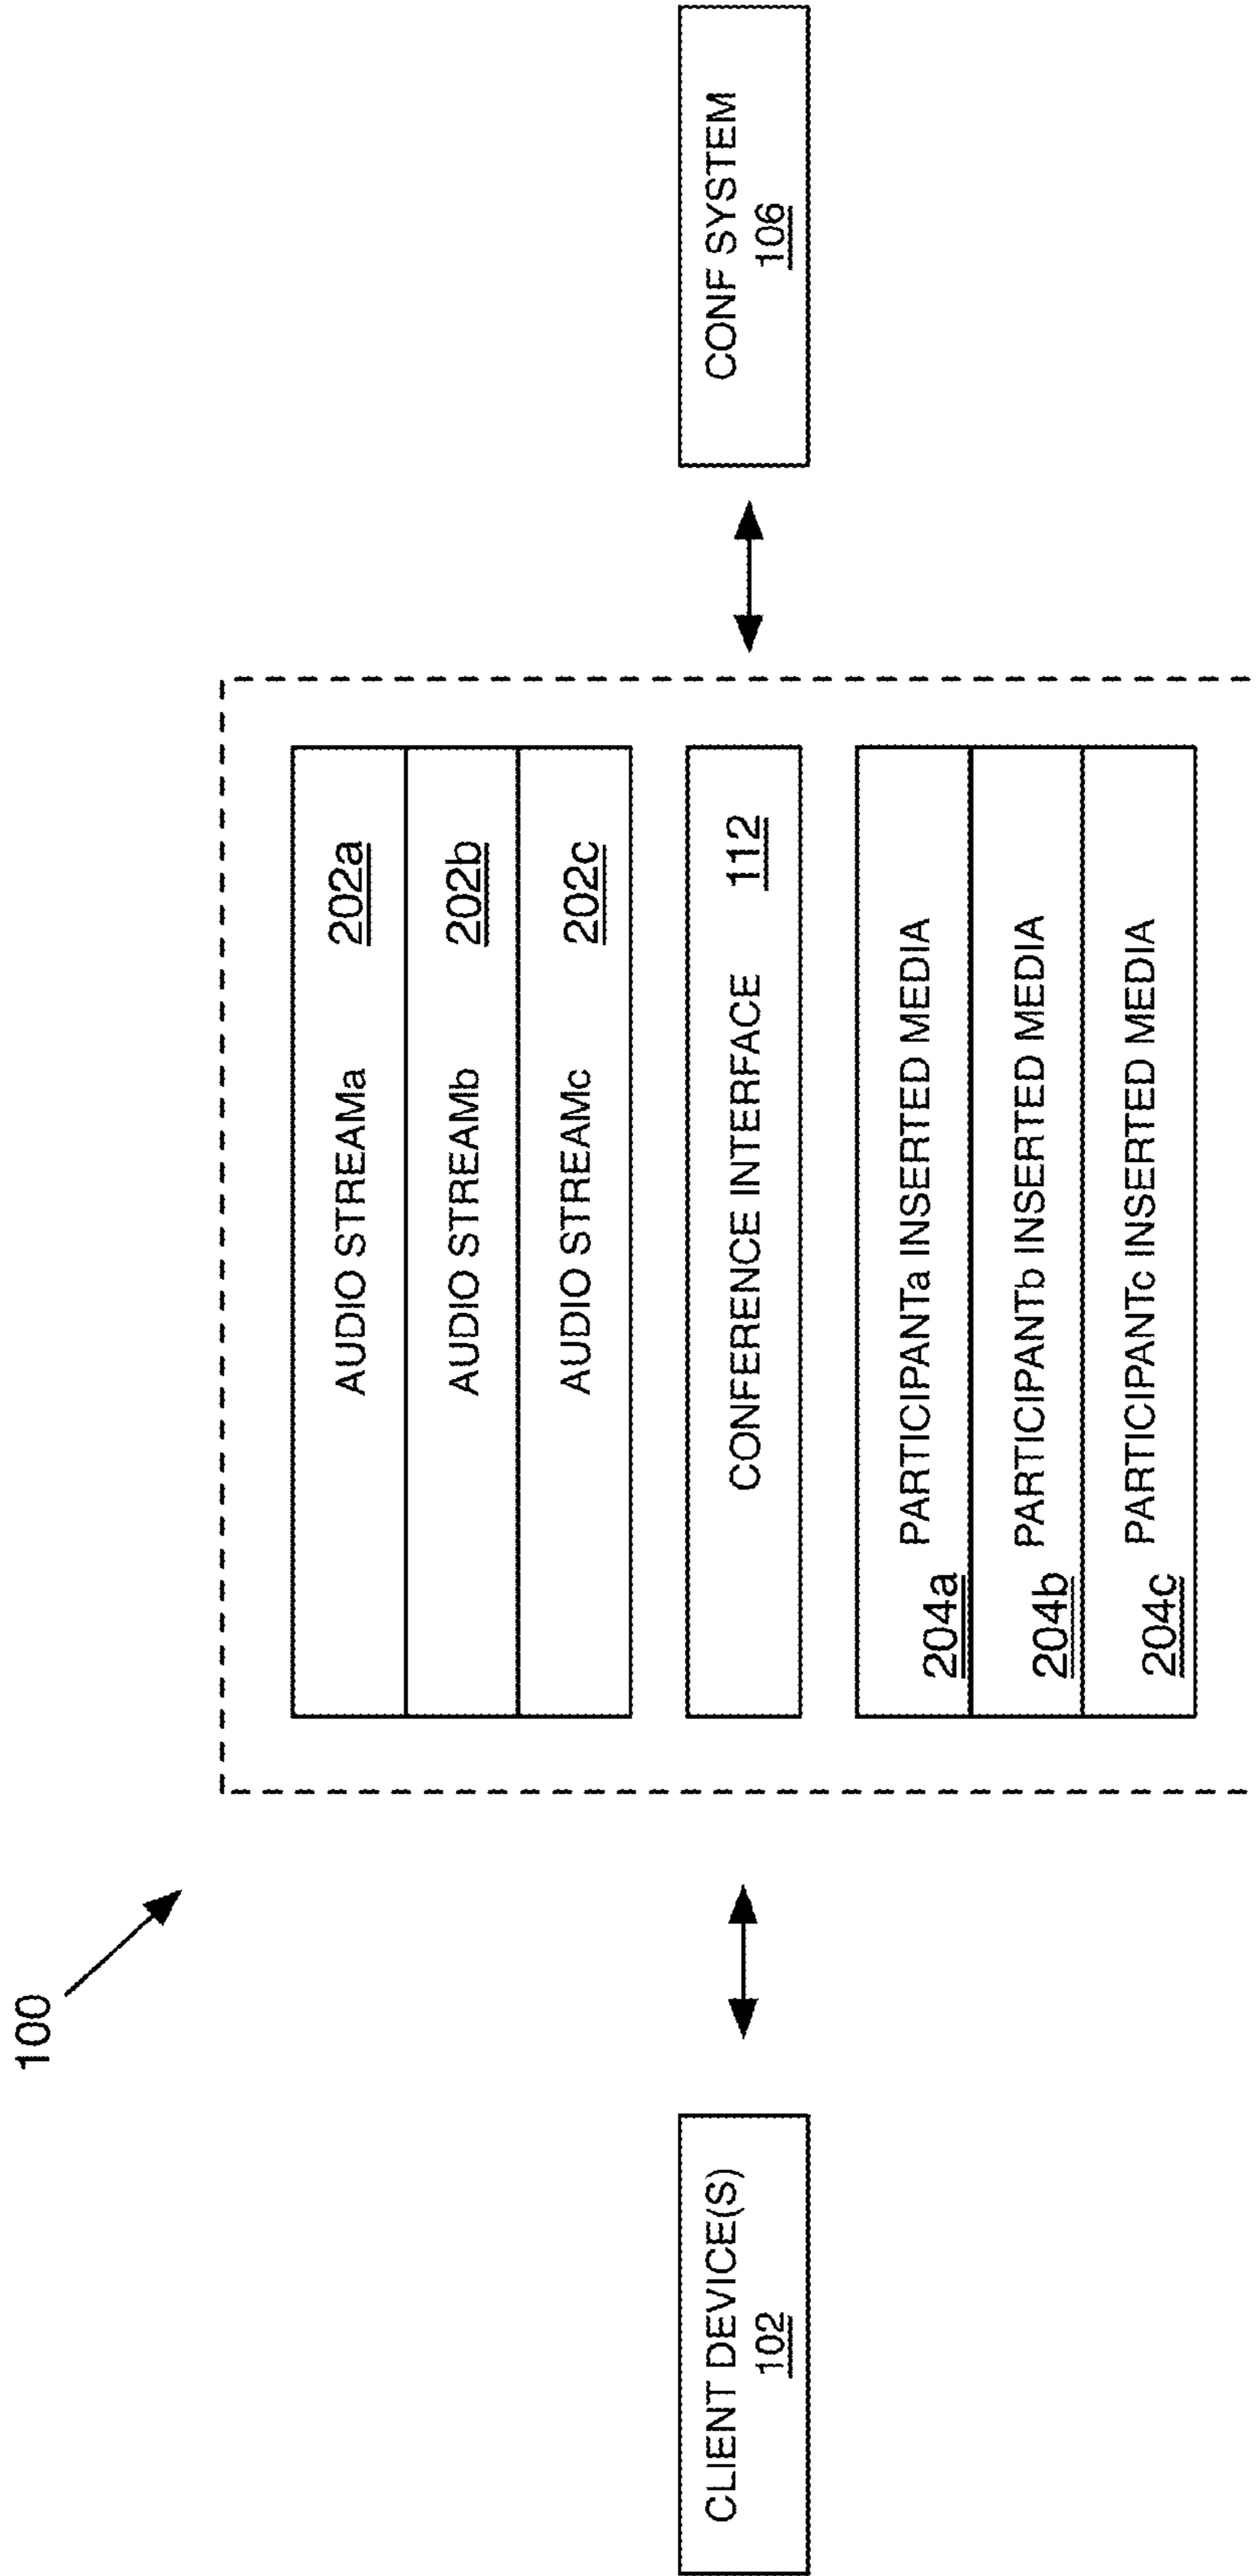 100
CLIENT DEVICE(S)
102
AUDIO STREAMa 202a
AUDIO STREAMb 202b
AUDIO STREAMc 202c
CONFERENCE INTERFACE 112
PARTICIPANTa INSERTED MEDIA
204a
PARTICIPANTb INSERTED MEDIA
204b
PARTICIPANTc INSERTED MEDIA
204c
CONF SYSTEM
106